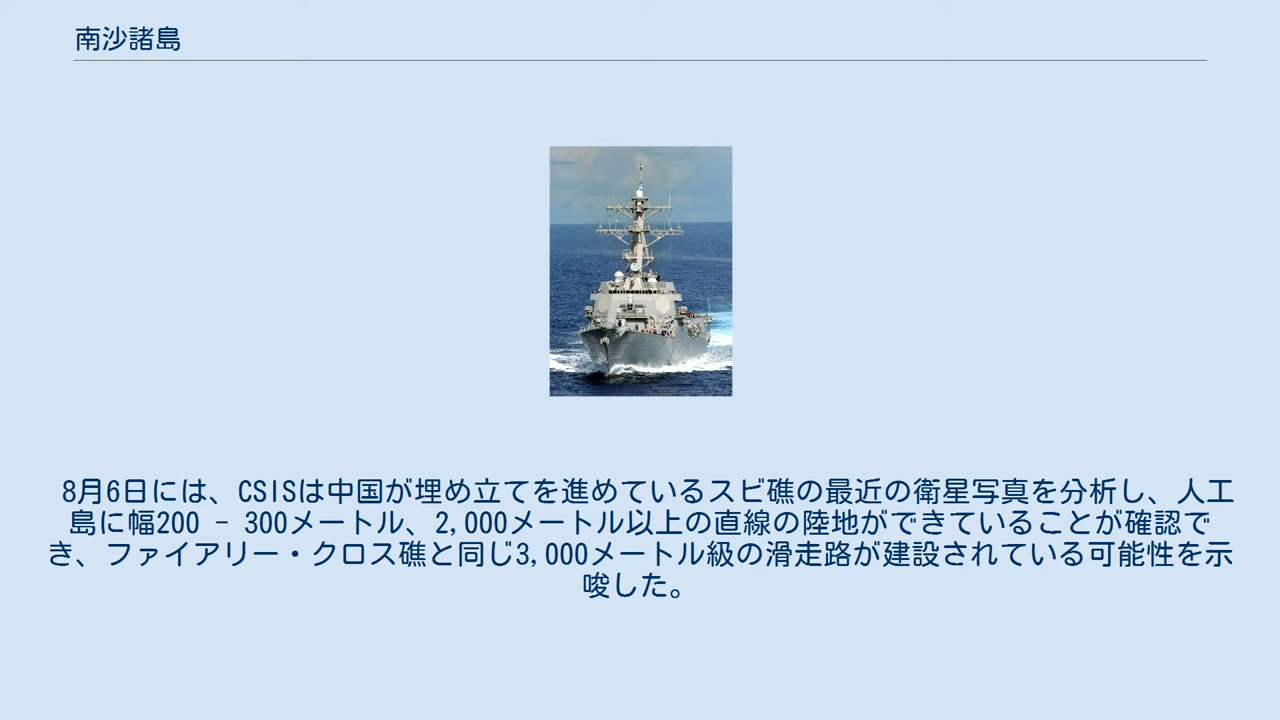 南沙諸島
8月6日には、CSISは中国が埋め立てを進めているスビ礁の最近の衛星写真を分析し、人工
島に幅200 - 300メートル、2,000メートル以上の直線の陸地ができていることが確認で
き、ファイアリー・クロス礁と同じ3,000メートル級の滑走路が建設されている可能性を示
唆した。